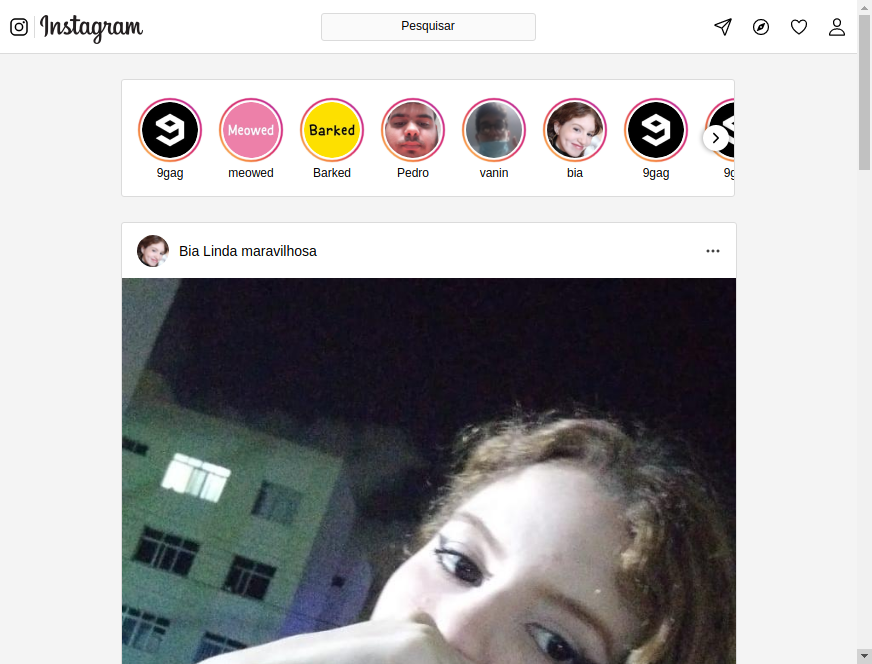 Instagram
Pesquisar
Meowed
Barked
9gag
meowed
Barked
Pedro
vanin
bia
9gag
9g
Bia Linda maravilhosa